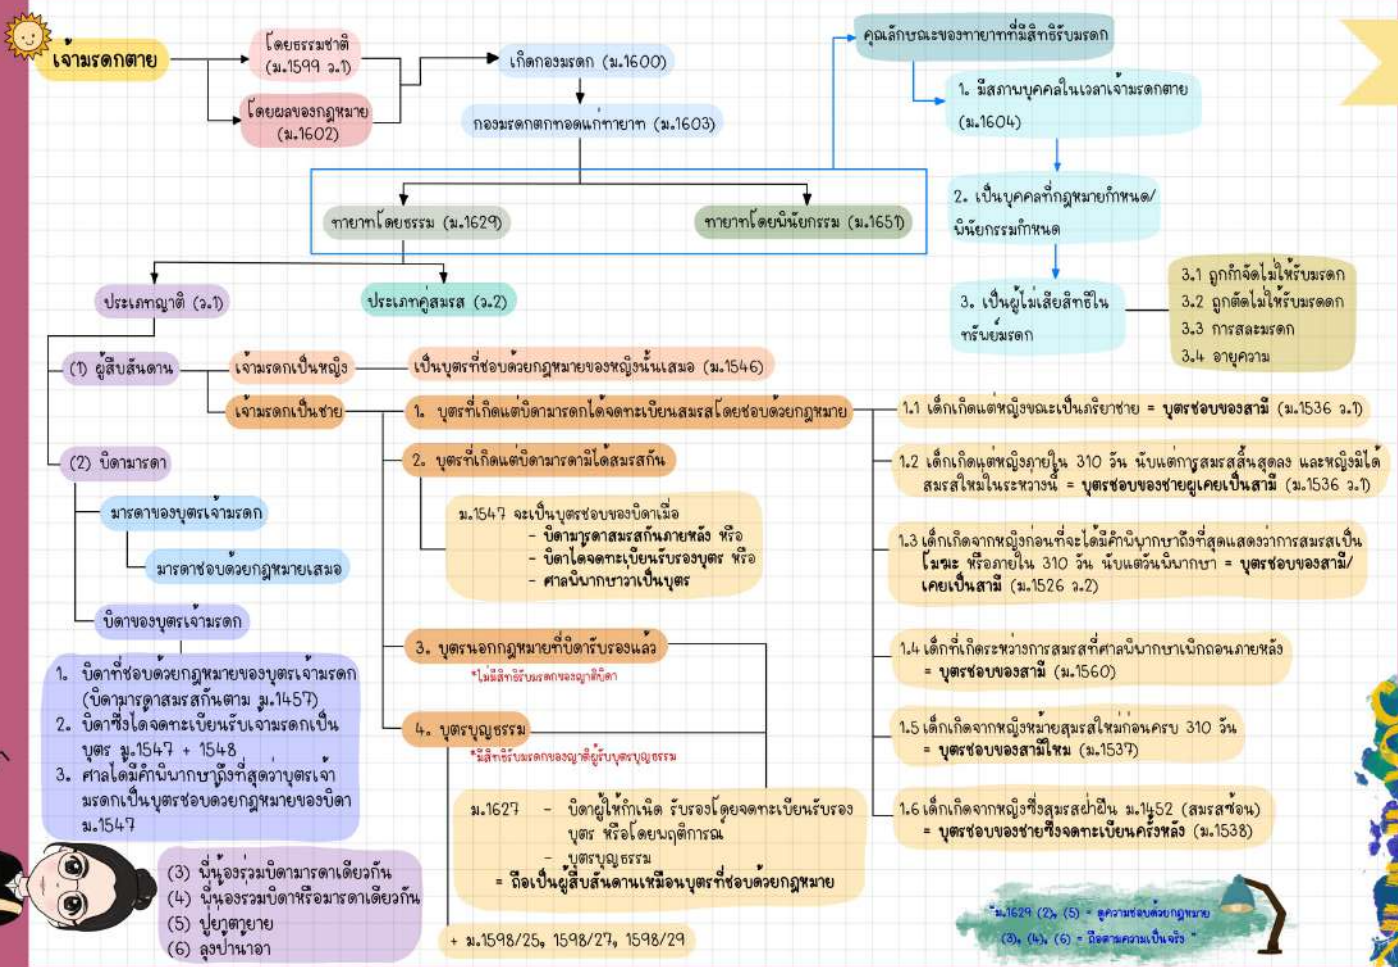 เจ้ามรดกตาย
โดยธรรมชาติ
(ม.1599 ว.1)
โดยผลของกฎหมาย
(ม.1602)
เกิดกองมรดก (ม.1600)
กองมรดกตกทอดแก่ทายาท (ม.1603)
ทายาทโดยธรรม (ม.1629)
ทายาทโดยพินัยกรรม (ม.1651)
คุณลักษณะของทายาทที่มีสิทธิรับมรดก
1. มีสภาพบุคคลในเวลาเจ้ามรดกตาย
(ม.1604)
2. เป็นบุคคลที่กฎหมายกำหนด/
พินัยกรรมกำหนด
3. เป็นผู้ไม่เสียสิทธิใน
ทรัพย์มรดก
3.1 ถูกกำจัดไม่ให้รับมรดก
3.2 ถูกตัดไม่ให้รับมรดดก
3.3 การสละมรดก
3.4 อายุความ
ประเภทญาติ (ว.1)
ประเภทคู่สมรส (ว.2)
(1) ผู้สืบสันดาน
เจ้ามรดกเป็นหญิง
เป็นบุตรที่ชอบด้วยกฎหมายของหญิงนั้นเสมอ (ม.1546)
เจ้ามรดกเป็นชาย
1. บุตรที่เกิดแต่บิดามารดกได้จดทะเบียนสมรสโดยชอบด้วยกฎหมาย
2. บุตรที่เกิดแต่บิดามารดามิได้สมรสกัน
ม.1547 จะเป็นบุตรชอบของบิดาเมื่อ
- บิดามารดาสมรสกันภายหลัง หรือ
- บิดาได้จดทะเบียนรับรองบุตร หรือ
- ศาลพิพากษาว่าเป็นบุตร
3. บุตรนอกกฎหมายที่บิดารับรองแล้ว
*ไม่มีสิทธิรับมรดกของญาติบิดา
4. บุตรบุญธรรม
*มีสิทธิรับมรดกของญาติผู้รับบุตรบุญธรรม
ม.1627 - บิดาผู้ให้กำเนิด รับรองโดยจดทะเบียนรับรอง
บุตร หรือโดยพฤติการณ์
- บุตรบุญธรรม
= ถือเป็นผู้สืบสันดานเหมือนบุตรที่ชอบด้วยกฎหมาย
+ ม.1598/25, 1598/27, 1598/29
1.1 เด็กเกิดแต่หญิงขณะเป็นภริยาชาย = บุตรชอบของสามี (ม.1536 ว.1)
1.2 เด็กเกิดแต่หญิงภายใน 310 วัน นับแต่การสมรสสิ้นสุดลง และหญิงมิได้
สมรสใหม่ในระหว่างนี้ = บุตรชอบของชายผู้เคยเป็นสามี (ม.1536 ว.1)
1.3 เด็กเกิดจากหญิงก่อนที่จะได้มีคำพิพากษาถึงที่สุดแสดงว่าการสมรสเป็น
โมฆะ หรือภายใน 310 วัน นับแต่วันพิพากษา = บุตรชอบของสามี/
เคยเป็นสามี (ม.1526 ว.2)
1.4 เด็กที่เกิดระหว่างการสมรสที่ศาลพิพากษาเพิกถอนภายหลัง
= บุตรชอบของสามี (ม.1560)
1.5 เด็กเกิดจากหญิงหม้ายสมรสใหม่ก่อนครบ 310 วัน
= บุตรชอบของสามีใหม่ (ม.1537)
1.6 เด็กเกิดจากหญิงซึ่งสมรสฝ่าฝืน ม.1452 (สมรสซ้อน)
= บุตรชอบของชายซึ่งจดทะเบียนครั้งหลัง (ม.1538)
(2) บิดามารดา
มารดาของบุตรเจ้ามรดก
มารดาชอบด้วยกฎหมายเสมอ
บิดาของบุตรเจ้ามรดก
1. บิดาที่ชอบด้วยกฎหมายของบุตรเจ้ามรดก
(บิดามารดาสมรสกันตาม ม.1457)
2. บิดาซึ่งได้จดทะเบียนรับเจ้ามรดกเป็น
บุตร ม.1547 + 1548
3. ศาลได้มีคำพิพากษาถึงที่สุดว่าบุตรเจ้า
มรดกเป็นบุตรชอบด้วยกฎหมายของบิดา
ม.1547
(3) พี่น้องร่วมบิดามารดาเดียวกัน
(4) พี่น้องร่วมบิดาหรือมารดาเดียวกัน
(5) ปู่ย่าตายาย
(6) ลุงป้าน้าอา
"ม.1629 (2), (5) = ดูความชอบด้วยกฎหมาย
(3), (4), (6) = ถือตามความเป็นจริง "